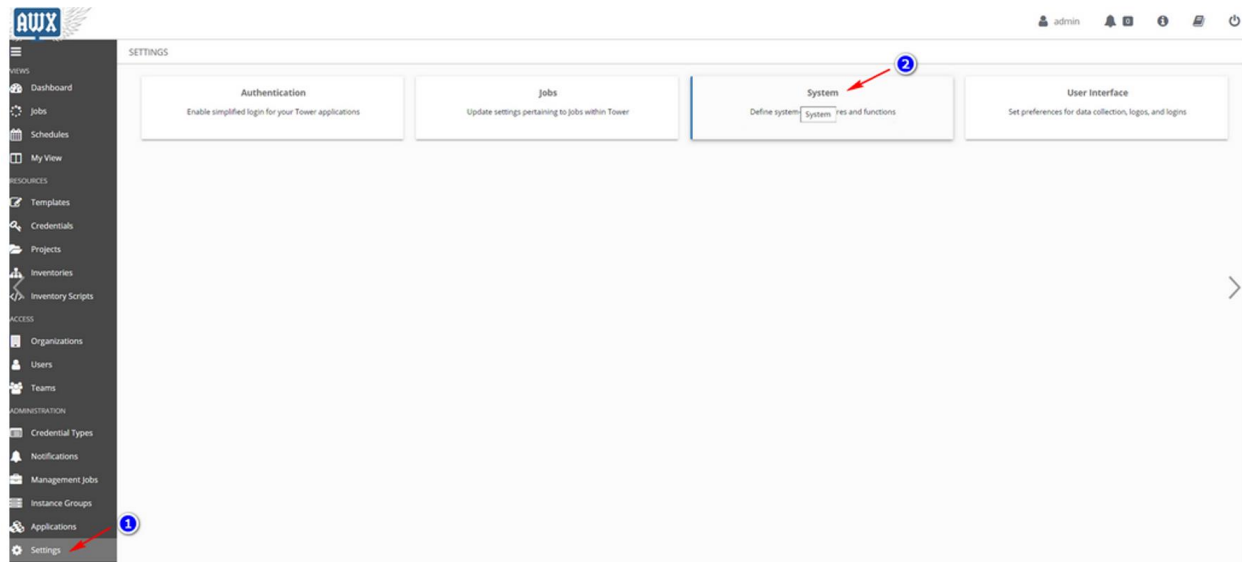 AWX
admin
0
SETTINGS
VIEWS
Dashboard
Jobs
Schedules
My View
RESOURCES
Templates
Credentials
Projects
Inventories
Inventory Scripts
ACCESS
Organizations
Users
Teams
ADMINISTRATION
Credential Types
Notifications
Management Jobs
Instance Groups
Applications
Settings
1
Authentication
Enable simplified login for your Tower applications
Jobs
Update settings pertaining to Jobs within Tower
2
System
Define system- res and functions
System
User Interface
Set preferences for data collection, logos, and logins